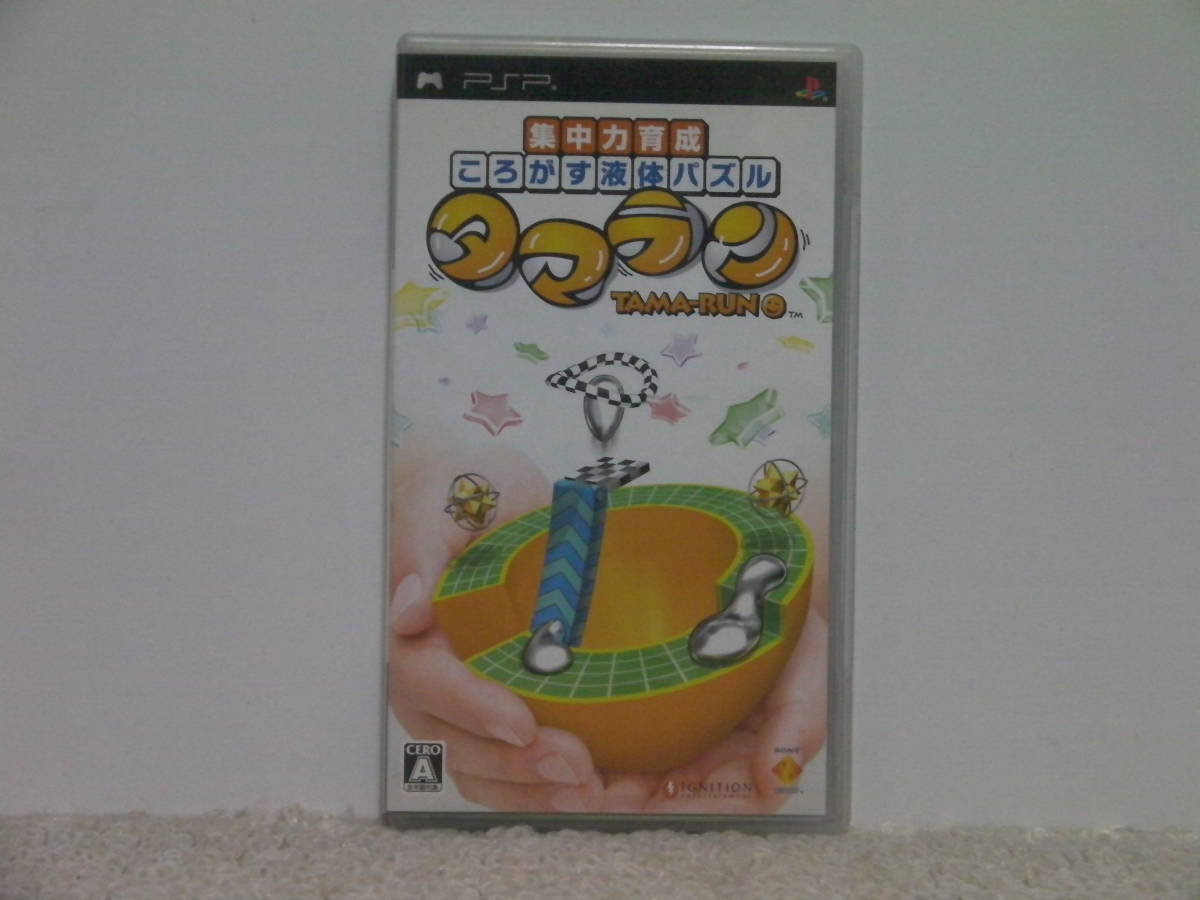 PSP
集中力育成
ころがす液体パズル
タマラン
TAMA-RUN TM
CERO
A
IGNITION
SONY